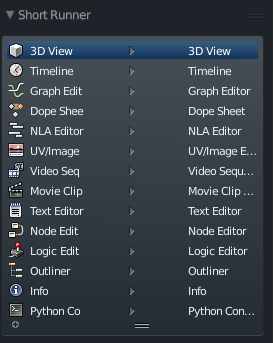 Short Runner
3D View 3D View
Timeline Timeline
Graph Edit Graph Editor
Dope Shee Dope Sheet
NLA Editor NLA Editor
UV/Image UV/Image E...
Video Seq Video Sequ...
Movie Clip Movie Clip ...
Text Editor Text Editor
Node Edit Node Editor
Logic Edit Logic Editor
Outliner Outliner
Info Info
Python Co Python Con...